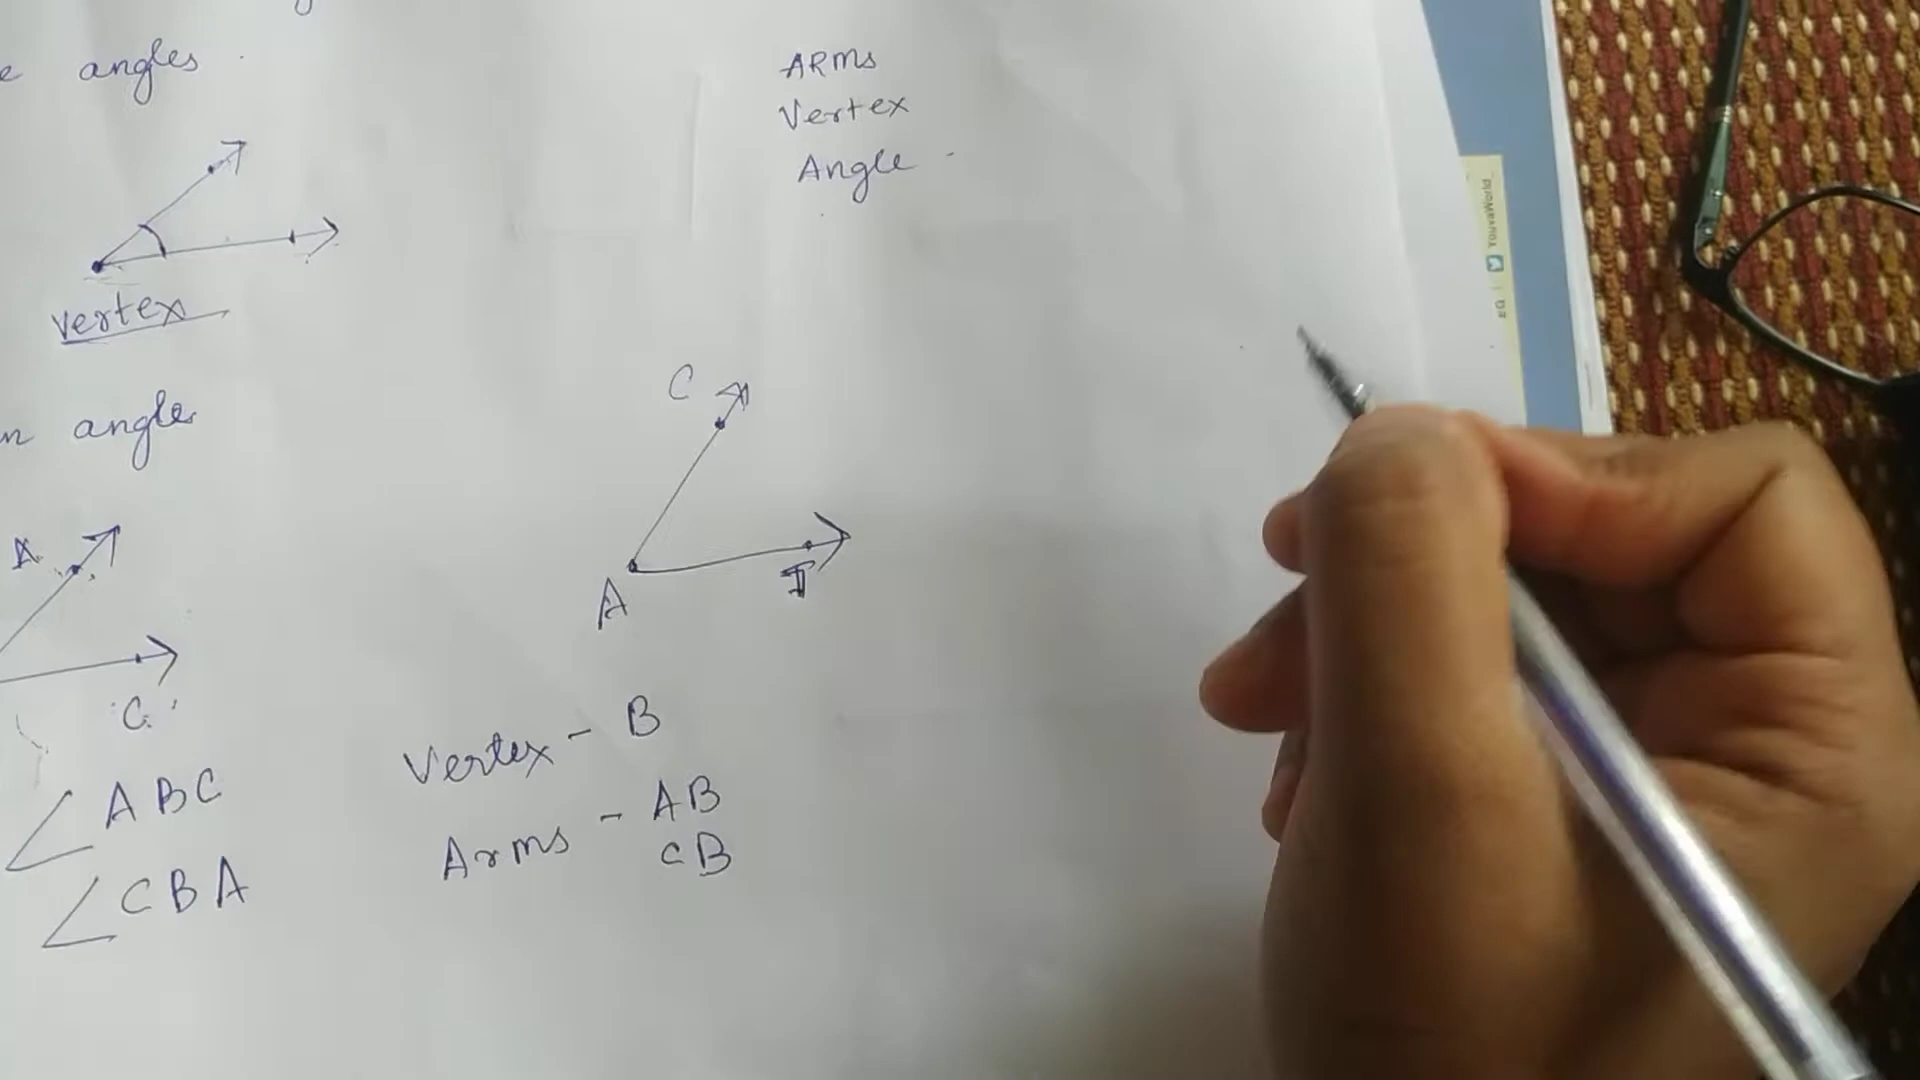 e angles.
ARMs
Vertex
Angle -
vertex
n angle
C
A
A
I
C.
Vertex - B
∠ABC
Arms - AB
CB
∠CBA